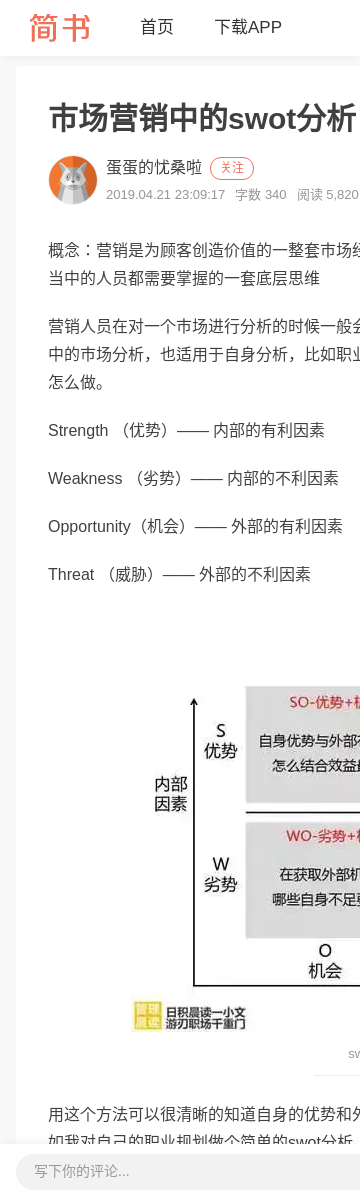 简书 首页 下载APP
市场营销中的swot分析
蛋蛋的忧桑啦 关注
2019.04.21 23:09:17 字数 340 阅读 5,820
概念：营销是为顾客创造价值的一整套市场
当中的人员都需要掌握的一套底层思维
营销人员在对一个市场进行分析的时候一般会
中的市场分析，也适用于自身分析，比如职业
怎么做。
Strength （优势）—— 内部的有利因素
Weakness （劣势）—— 内部的不利因素
Opportunity（机会）—— 外部的有利因素
Threat （威胁）—— 外部的不利因素
SO-优势+机
S
优势
自身优势与外部
怎么结合效益
内部
因素
WO-劣势+机
W
劣势
在获取外部机
哪些自身不足
O
机会
日积晨读一小文
游刃职场千重门
sw
用这个方法可以很清晰的知道自身的优势和
如我对自己的职业规划做个简单的swot分析
写下你的评论...